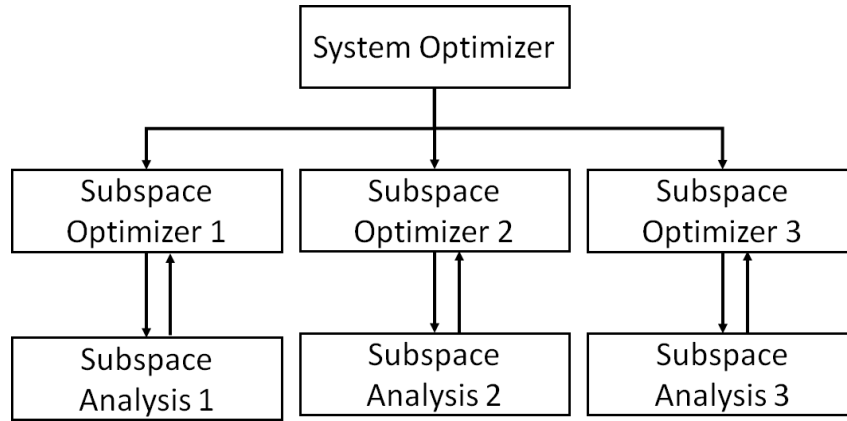 System Optimizer
Subspace
Optimizer 1
Subspace
Optimizer 2
Subspace
Optimizer 3
Subspace
Analysis 1
Subspace
Analysis 2
Subspace
Analysis 3